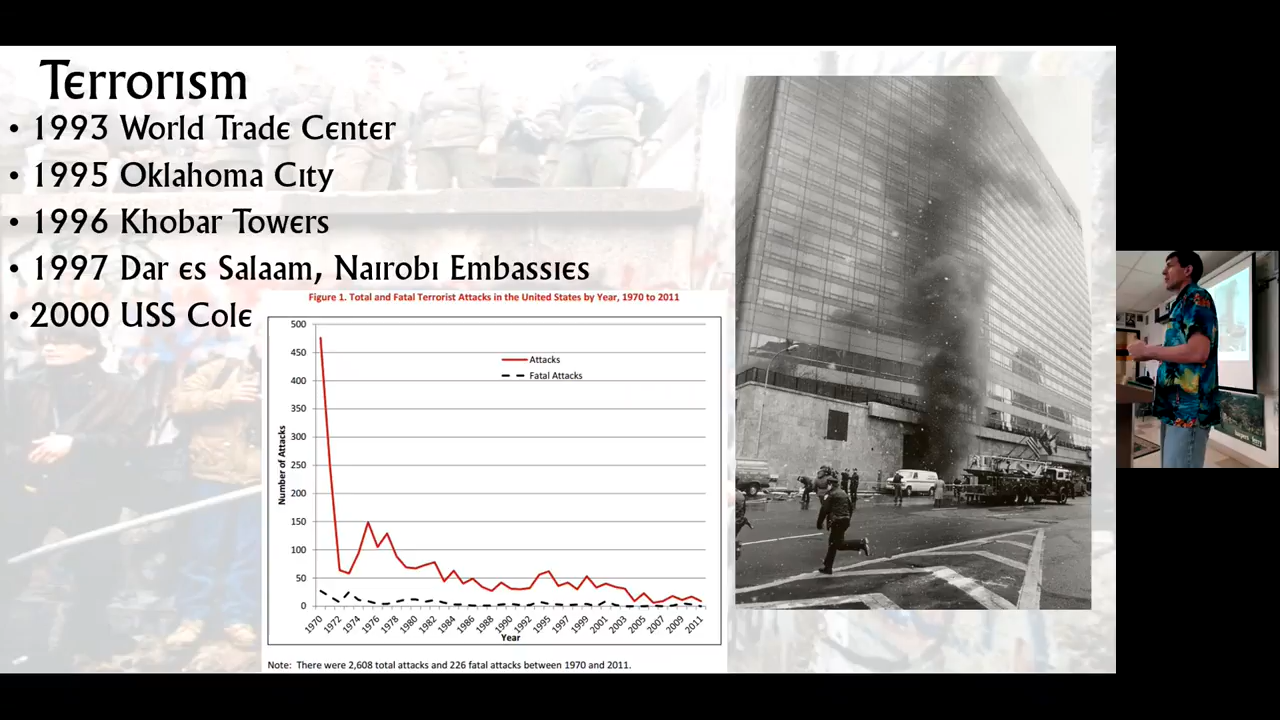 Terrorism
• 1993 World Trade Center
• 1995 Oklahoma City
• 1996 Khobar Towers
• 1997 Dar es Salaam, Nairobi Embassies
• 2000 USS Cole
Figure 1. Total and Fatal Terrorist Attacks in the United States by Year, 1970 to 2011
500
450
400
350
300
250
200
150
100
50
0
Number of Attacks
Attacks
Fatal Attacks
1970 1972 1974 1976 1978 1980 1982 1984 1986 1988 1990 1992 1995 1997 1999 2001 2003 2005 2007 2009 2011
Year
Note: There were 2,608 total attacks and 226 fatal attacks between 1970 and 2011.